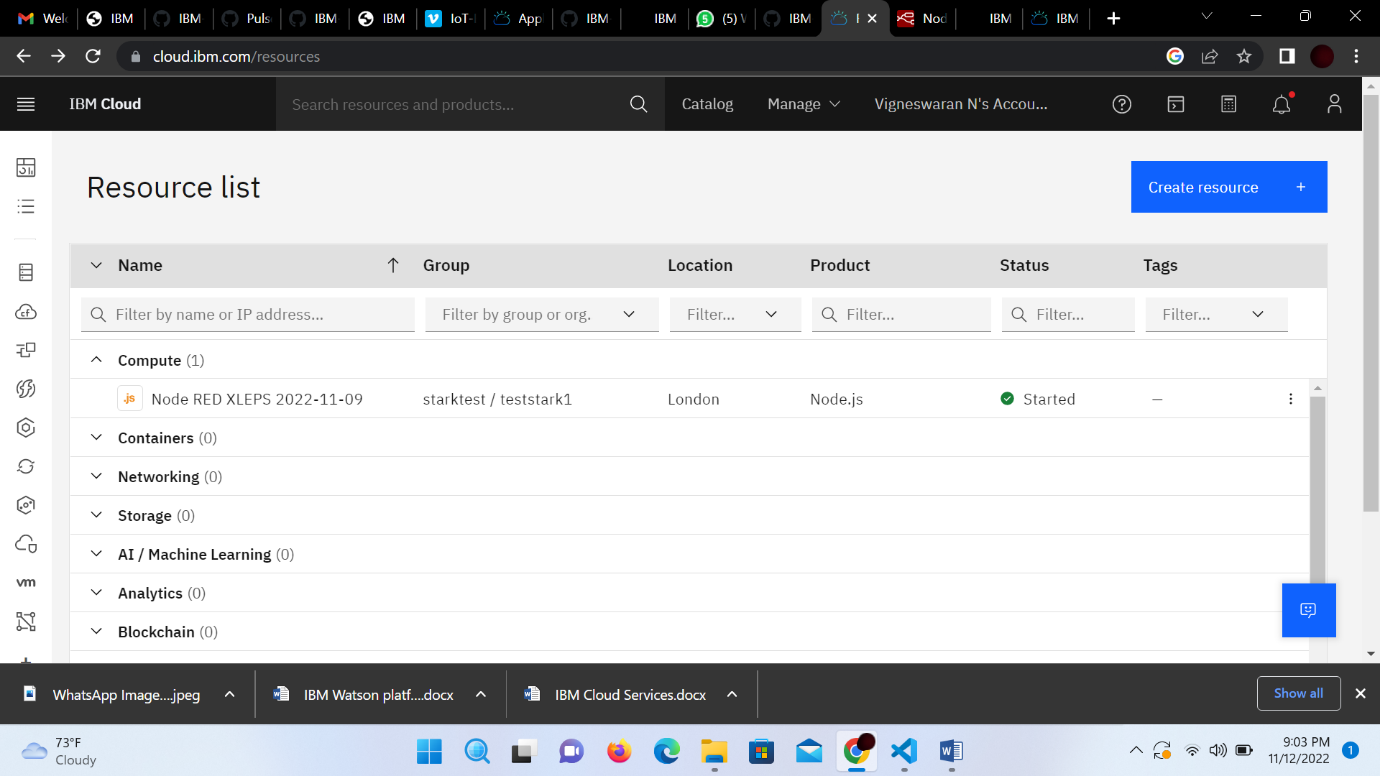 Welc IBM IBM Puls IBM IBM IoT- App IBM IBM (5) IBM Nod IBM IBM
cloud.ibm.com/resources
IBM Cloud Search resources and products... Catalog Manage Vigneswaran N's Accou...
Resource list
Create resource +
Name Group Location Product Status Tags
Filter by name or IP address... Filter by group or org. Filter... Filter... Filter... Filter...
Compute (1)
.js Node RED XLEPS 2022-11-09 starktest / teststark1 London Node.js Started —
Containers (0)
Networking (0)
Storage (0)
AI / Machine Learning (0)
Analytics (0)
vm
Blockchain (0)
WhatsApp Image....jpeg IBM Watson platf....docx IBM Cloud Services.docx Show all
73°F
Cloudy
9:03 PM
11/12/2022
1